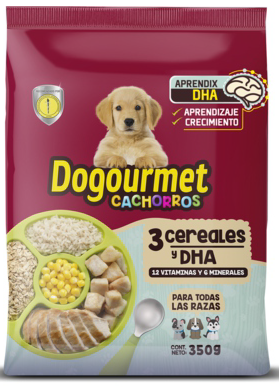 APRENDIX
DHA
✓ APRENDIZAJE
✓ CRECIMIENTO
Dogourmet
CACHORROS
3 cereales
y DHA
12 VITAMINAS Y 6 MINERALES
PARA TODAS
LAS RAZAS
CONT.
NETO: 350g